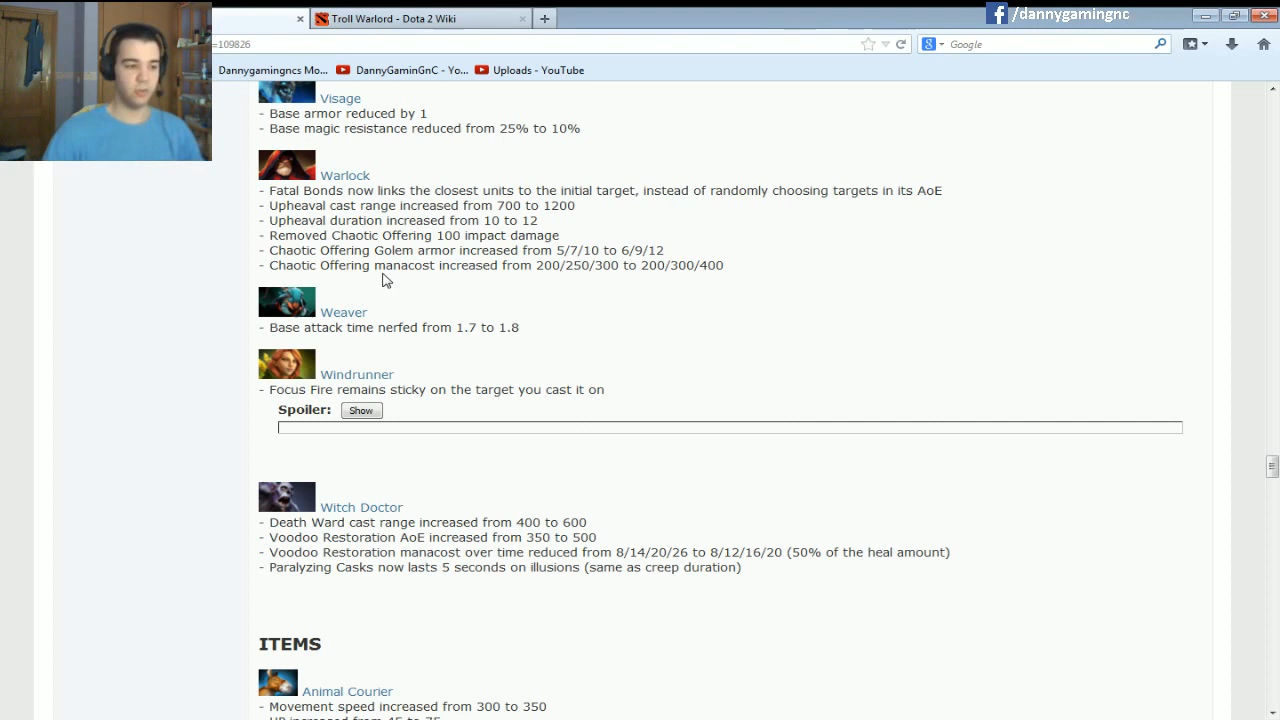 Troll Warlord - Dota 2 Wiki
/dannygamingnc
=109826
Google
Dannygamingncs Mo...
DannyGaminGnC - Yo...
Uploads - YouTube
Visage
- Base armor reduced by 1
- Base magic resistance reduced from 25% to 10%
Warlock
- Fatal Bonds now links the closest units to the initial target, instead of randomly choosing targets in its AoE
- Upheaval cast range increased from 700 to 1200
- Upheaval duration increased from 10 to 12
- Removed Chaotic Offering 100 impact damage
- Chaotic Offering Golem armor increased from 5/7/10 to 6/9/12
- Chaotic Offering manacost increased from 200/250/300 to 200/300/400
Weaver
- Base attack time nerfed from 1.7 to 1.8
Windrunner
- Focus Fire remains sticky on the target you cast it on
Spoiler: Show
Witch Doctor
- Death Ward cast range increased from 400 to 600
- Voodoo Restoration AoE increased from 350 to 500
- Voodoo Restoration manacost over time reduced from 8/14/20/26 to 8/12/16/20 (50% of the heal amount)
- Paralyzing Casks now lasts 5 seconds on illusions (same as creep duration)
ITEMS
Animal Courier
- Movement speed increased from 300 to 350
- HP increased from 45 to 75